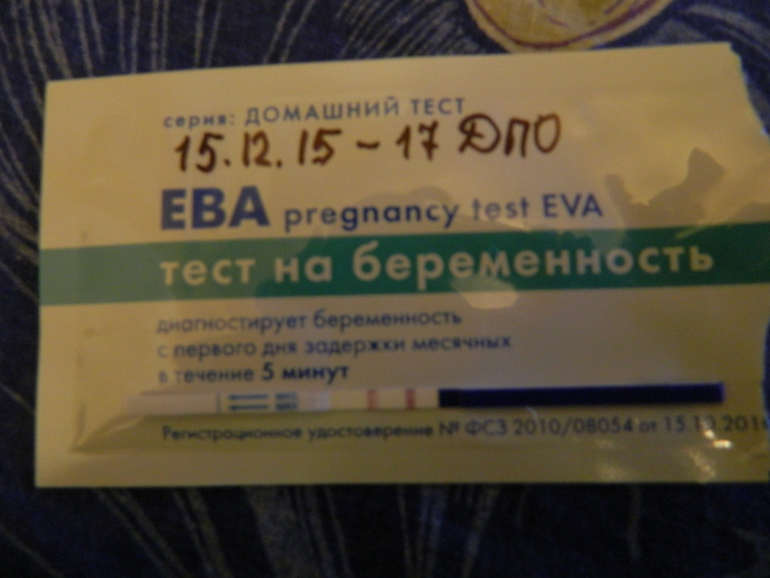 серия: ДОМАШНИЙ ТЕСТ
15.12.15 - 17 ДПО
ЕВА pregnancy test EVA
тест на беременность
диагностирует беременность
с первого дня задержки месячных
в течение 5 минут
Регистрационное удостоверение № ФСЗ 2010/08054 от 15.10.201